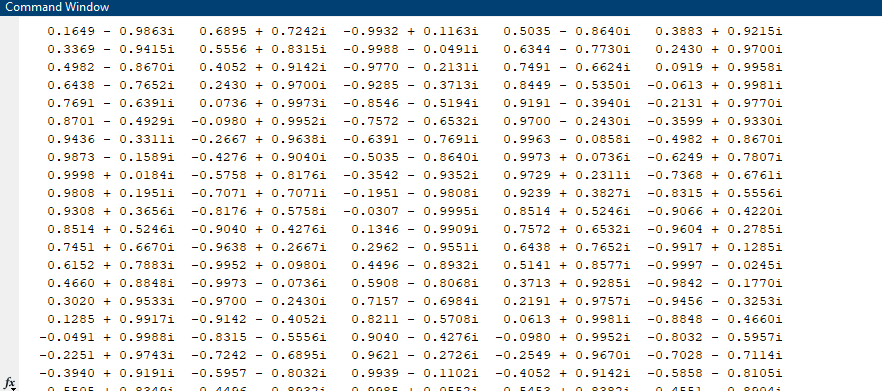 Command Window
0.1649 - 0.9863i 0.6895 + 0.7242i -0.9932 + 0.1163i 0.5035 - 0.8640i 0.3883 + 0.9215i
0.3369 - 0.9415i 0.5556 + 0.8315i -0.9988 - 0.0491i 0.6344 - 0.7730i 0.2430 + 0.9700i
0.4982 - 0.8670i 0.4052 + 0.9142i -0.9770 - 0.2131i 0.7491 - 0.6624i 0.0919 + 0.9958i
0.6438 - 0.7652i 0.2430 + 0.9700i -0.9285 - 0.3713i 0.8449 - 0.5350i -0.0613 + 0.9981i
0.7691 - 0.6391i 0.0736 + 0.9973i -0.8546 - 0.5194i 0.9191 - 0.3940i -0.2131 + 0.9770i
0.8701 - 0.4929i -0.0980 + 0.9952i -0.7572 - 0.6532i 0.9700 - 0.2430i -0.3599 + 0.9330i
0.9436 - 0.3311i -0.2667 + 0.9638i -0.6391 - 0.7691i 0.9963 - 0.0858i -0.4982 + 0.8670i
0.9873 - 0.1589i -0.4276 + 0.9040i -0.5035 - 0.8640i 0.9973 + 0.0736i -0.6249 + 0.7807i
0.9998 + 0.0184i -0.5758 + 0.8176i -0.3542 - 0.9352i 0.9729 + 0.2311i -0.7368 + 0.6761i
0.9808 + 0.1951i -0.7071 + 0.7071i -0.1951 - 0.9808i 0.9239 + 0.3827i -0.8315 + 0.5556i
0.9308 + 0.3656i -0.8176 + 0.5758i -0.0307 - 0.9995i 0.8514 + 0.5246i -0.9066 + 0.4220i
0.8514 + 0.5246i -0.9040 + 0.4276i 0.1346 - 0.9909i 0.7572 + 0.6532i -0.9604 + 0.2785i
0.7451 + 0.6670i -0.9638 + 0.2667i 0.2962 - 0.9551i 0.6438 + 0.7652i -0.9917 + 0.1285i
0.6152 + 0.7883i -0.9952 + 0.0980i 0.4496 - 0.8932i 0.5141 + 0.8577i -0.9997 - 0.0245i
0.4660 + 0.8848i -0.9973 - 0.0736i 0.5908 - 0.8068i 0.3713 + 0.9285i -0.9842 - 0.1770i
0.3020 + 0.9533i -0.9700 - 0.2430i 0.7157 - 0.6984i 0.2191 + 0.9757i -0.9456 - 0.3253i
0.1285 + 0.9917i -0.9142 - 0.4052i 0.8211 - 0.5708i 0.0613 + 0.9981i -0.8848 - 0.4660i
-0.0491 + 0.9988i -0.8315 - 0.5556i 0.9040 - 0.4276i -0.0980 + 0.9952i -0.8032 - 0.5957i
-0.2251 + 0.9743i -0.7242 - 0.6895i 0.9621 - 0.2726i -0.2549 + 0.9670i -0.7028 - 0.7114i
-0.3940 + 0.9191i -0.5957 - 0.8032i 0.9939 - 0.1102i -0.4052 + 0.9142i -0.5858 - 0.8105i
fx